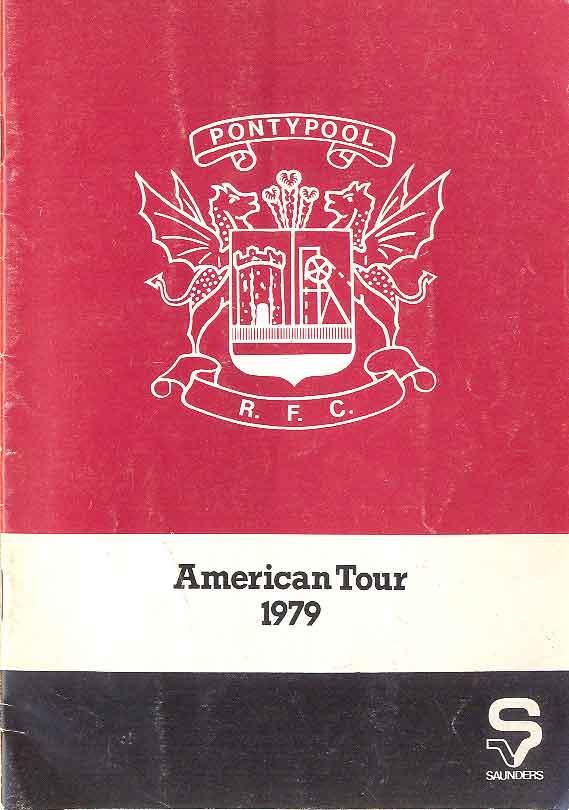 PONTYPOOL
R. F. C.
American Tour
1979
S
SAUNDERS